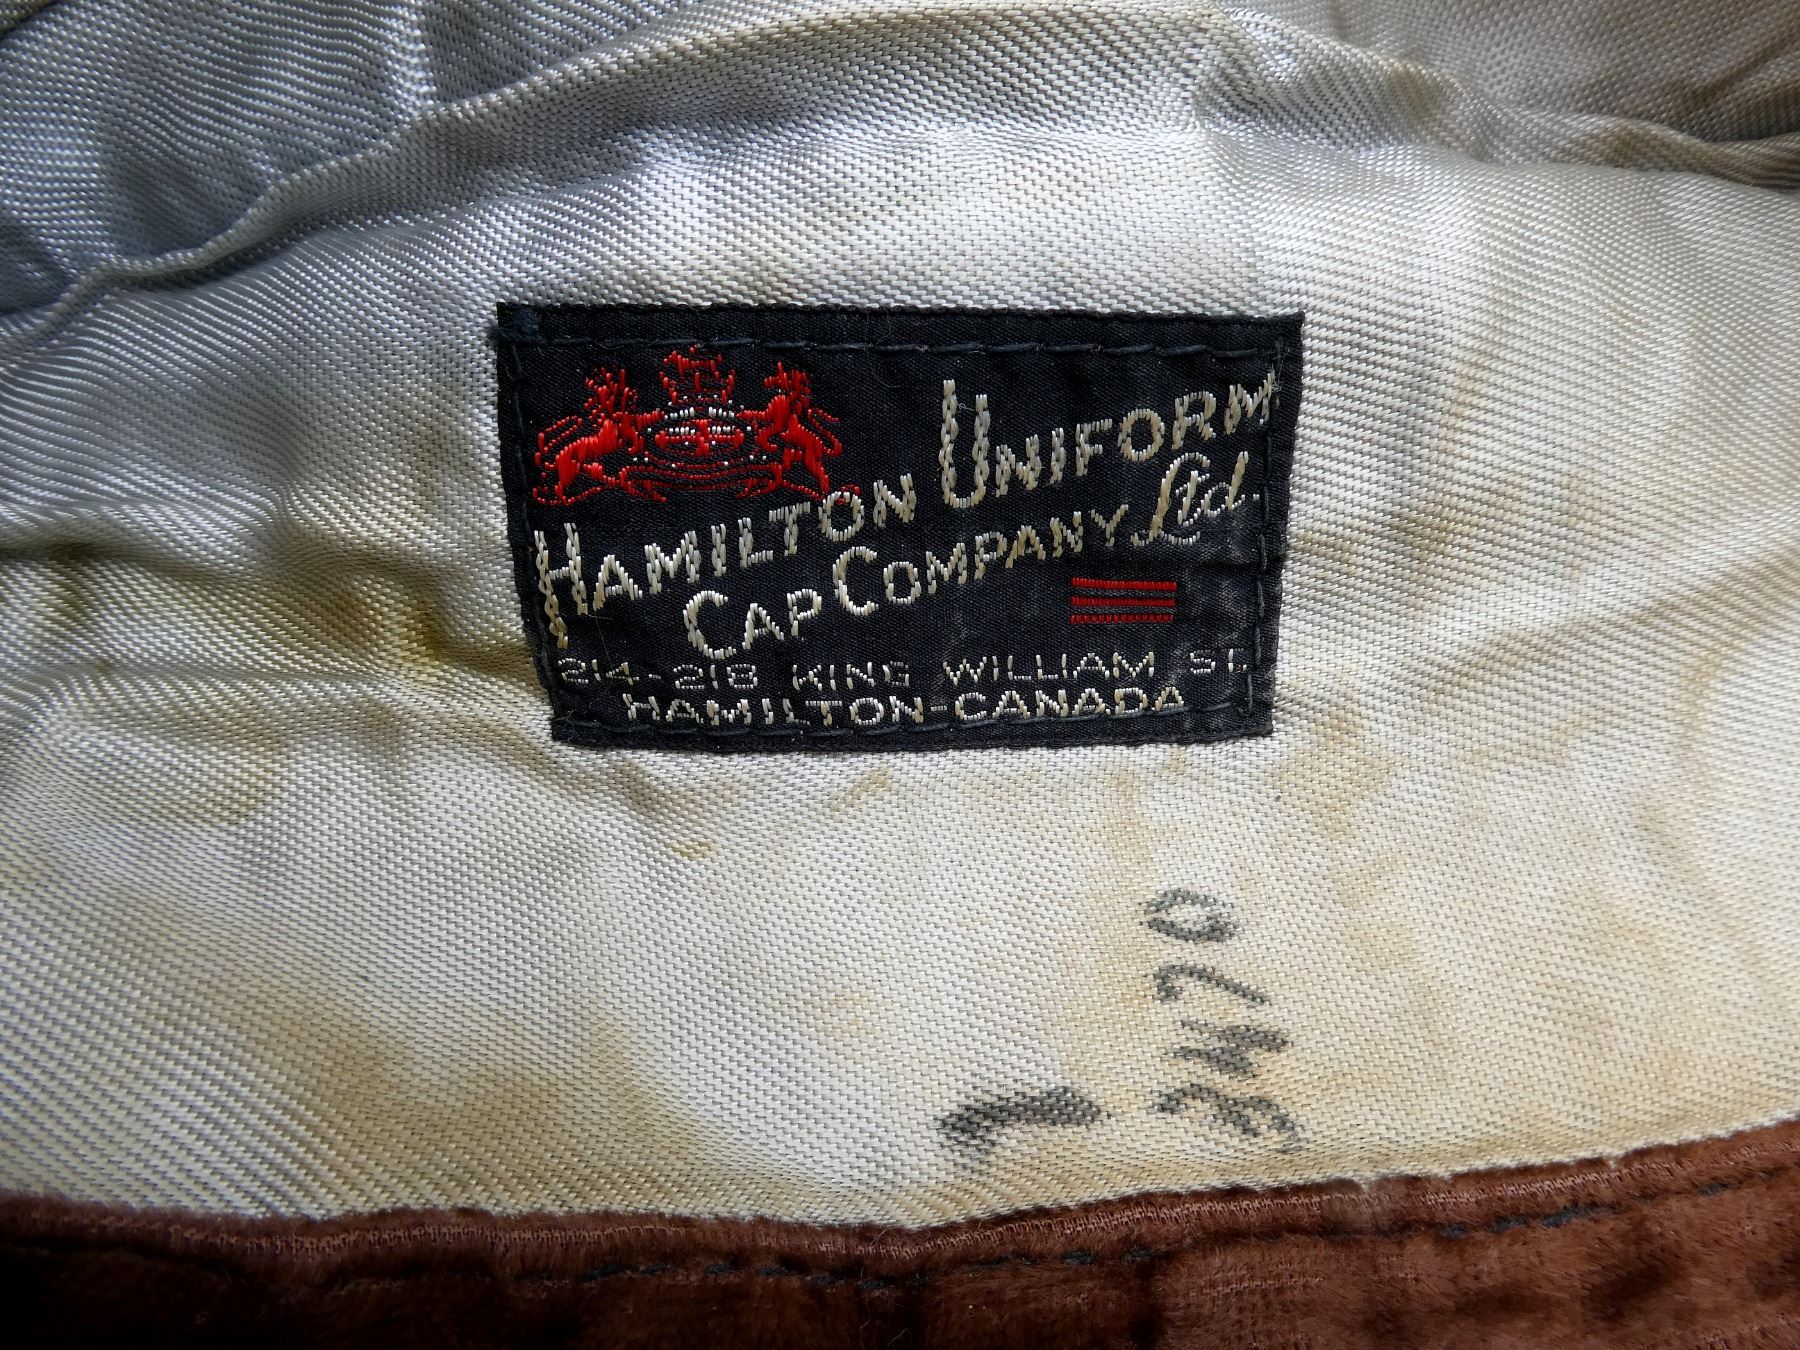 HAMILTON UNIFORM
CAP COMPANY Ltd.
214-218 KING WILLIAM ST.
HAMILTON-CANADA